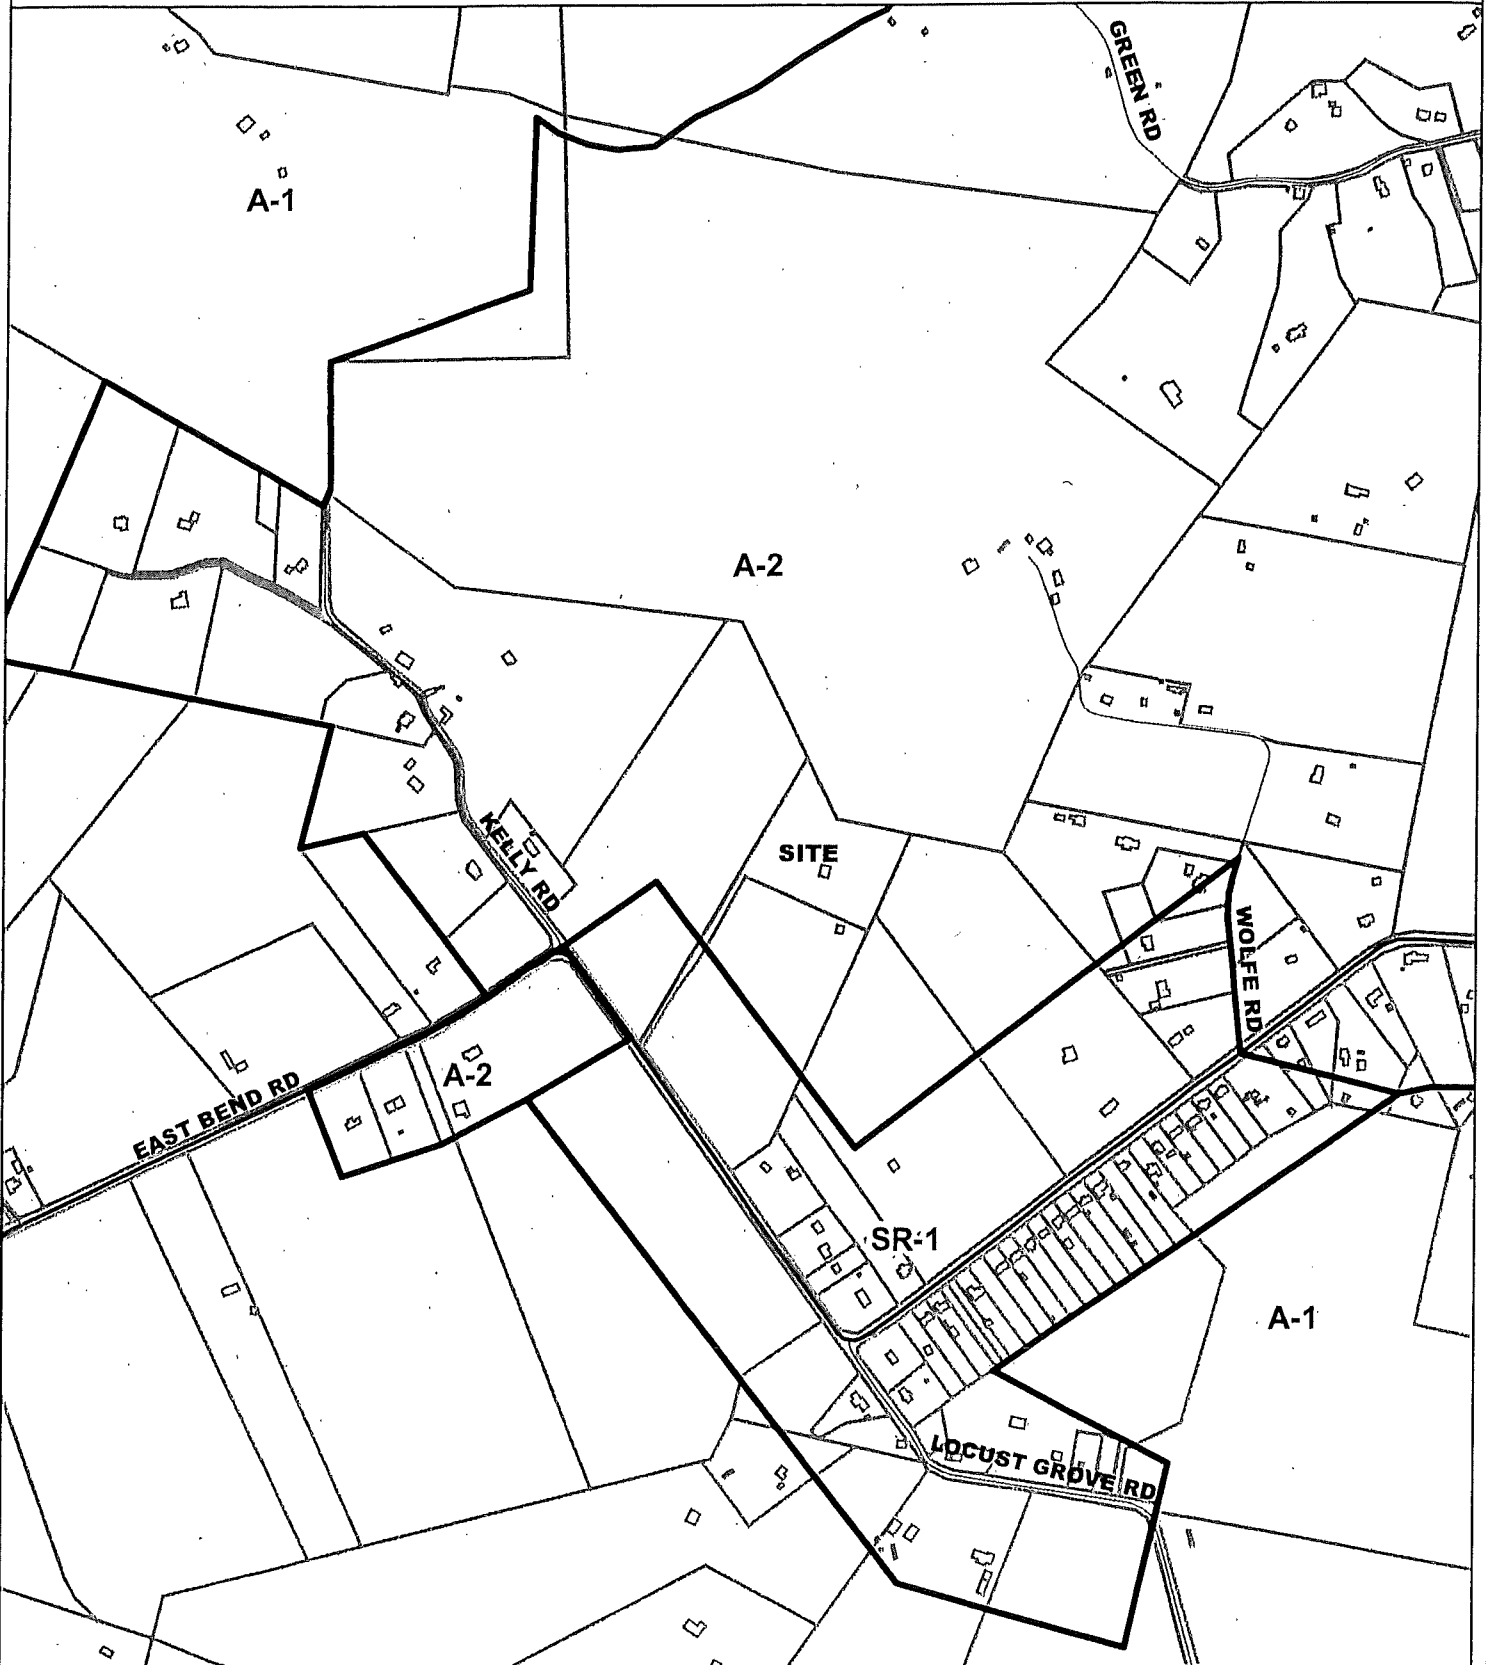 GREEN RD
A-1
A-2
KELLY RD
SITE
WOLFE RD
A-2
EAST BEND RD
SR-1
A-1
LOCUST GROVE RD